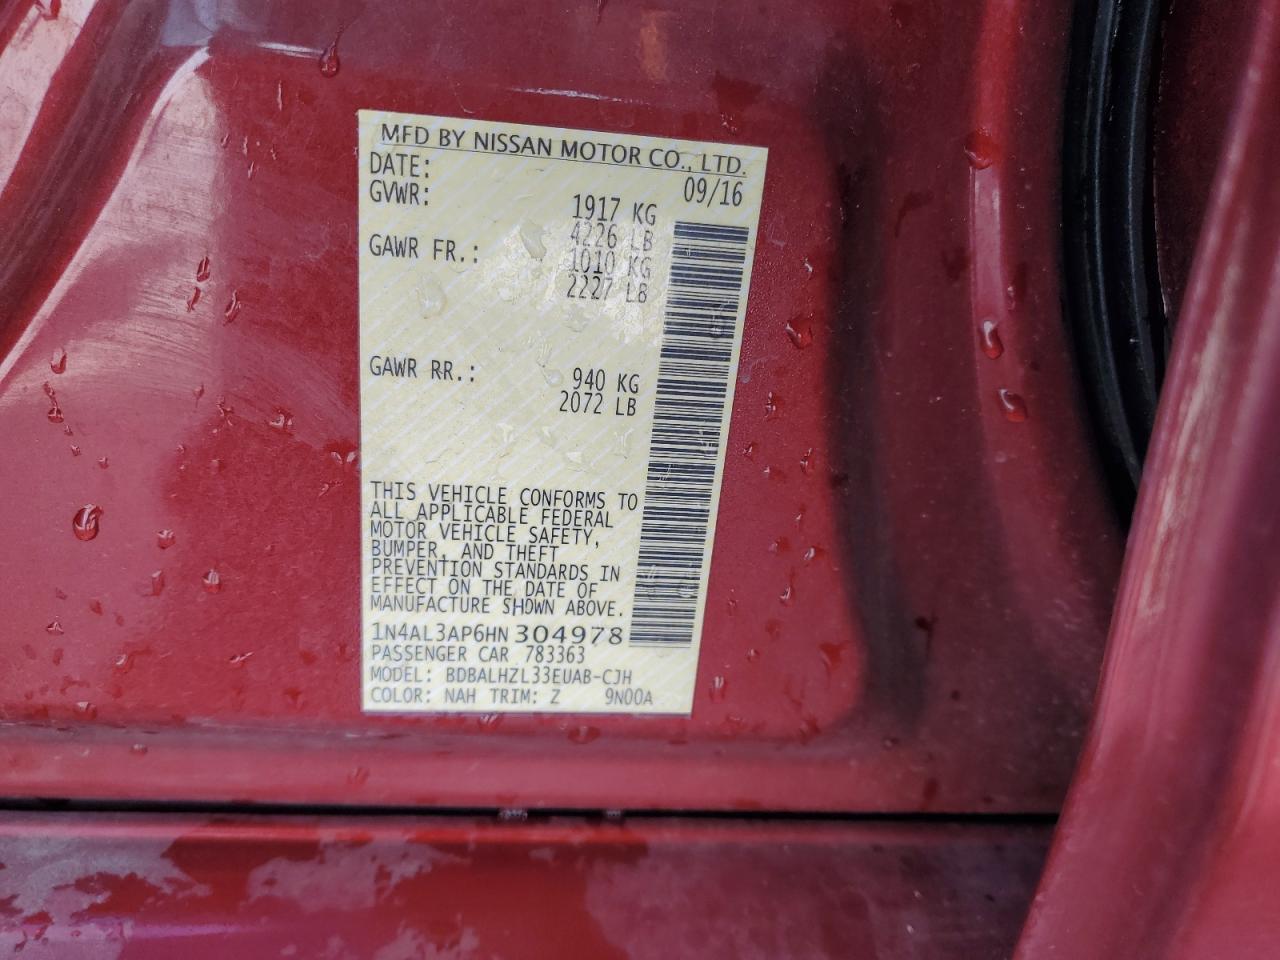 MFD BY NISSAN MOTOR CO., LTD.
DATE: 09/16
GVWR: 1917 KG
4226 LB
GAWR FR.: 1010 KG
2227 LB
GAWR RR.: 940 KG
2072 LB
THIS VEHICLE CONFORMS TO
ALL APPLICABLE FEDERAL
MOTOR VEHICLE SAFETY,
BUMPER, AND THEFT
PREVENTION STANDARDS IN
EFFECT ON THE DATE OF
MANUFACTURE SHOWN ABOVE.
1N4AL3AP6HN304978
PASSENGER CAR 783363
MODEL: BDBALHZL33EUAB-CJH
COLOR: NAH TRIM: Z 9N00A